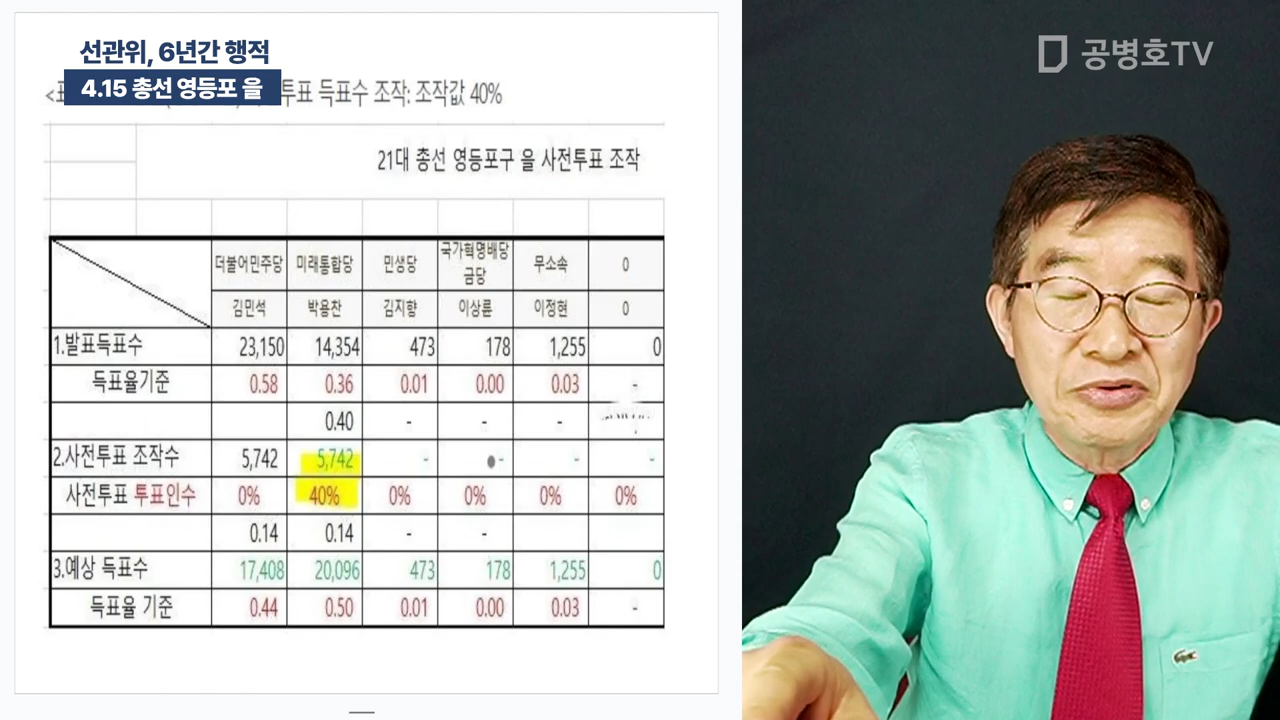 선관위, 6년간 행적
4.15 총선 영등포 을
투표 득표수 조작: 조작값 40%
21대 총선 영등포구 을 사전투표 조작
더불어민주당 미래통합당 민생당 국가혁명배당금당 무소속 0
김민석 박용찬 김지향 이상륜 이정현 0
1.발표득표수 23,150 14,354 473 178 1,255 0
득표율기준 0.58 0.36 0.01 0.00 0.03 -
0.40 - - -
2.사전투표 조작수 5,742 5,742 - - - -
사전투표 투표인수 0% 40% 0% 0% 0% 0%
0.14 0.14 - -
3.예상 득표수 17,408 20,096 473 178 1,255 0
득표율 기준 0.44 0.50 0.01 0.00 0.03 -
공병호TV